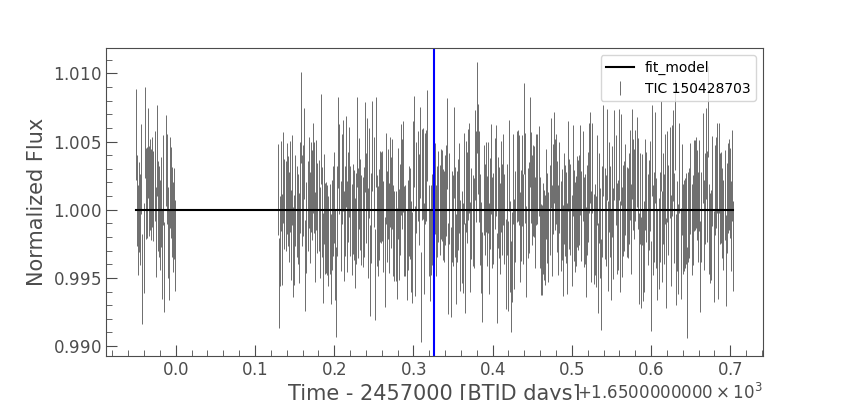 fit_model
TIC 150428703
1.010
1.005
1.000
0.995
0.990
Normalized Flux
0.0 0.1 0.2 0.3 0.4 0.5 0.6 0.7
Time - 2457000 [BTJD days]
+1.6500000000 × 10³